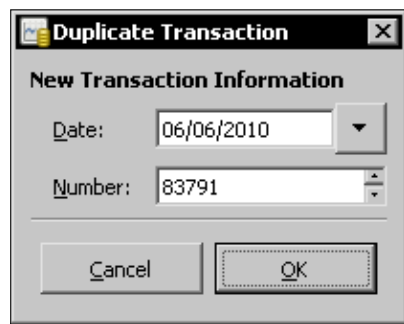 Duplicate Transaction
New Transaction Information
Date: 06/06/2010
Number: 83791
Cancel OK